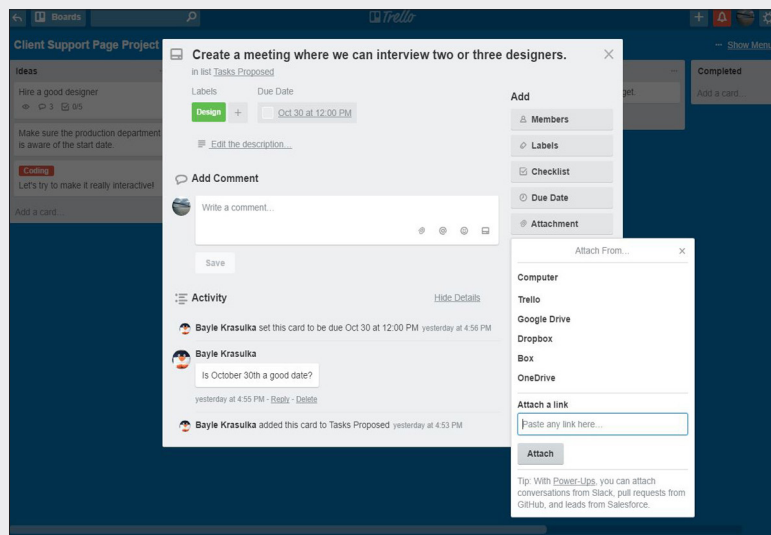 Boards
Trello
Client Support Page Project
Show Menu
Ideas
Hire a good designer
3 0/5
Make sure the production department
is aware of the start date.
Coding
Let's try to make it really interactive!
Add a card...
Create a meeting where we can interview two or three designers.
in list Tasks Proposed
Labels
Due Date
Design +
Oct 30 at 12:00 PM
Edit the description...
Add Comment
Write a comment...
@
Save
Activity
Hide Details
Bayle Krasulka set this card to be due Oct 30 at 12:00 PM yesterday at 4:56 PM
Bayle Krasulka
Is October 30th a good date?
yesterday at 4:55 PM - Reply - Delete
Bayle Krasulka added this card to Tasks Proposed yesterday at 4:53 PM
Add
Members
Labels
Checklist
Due Date
Attachment
Attach From...
Computer
Trello
Google Drive
Dropbox
Box
OneDrive
Attach a link
Paste any link here...
Attach
Tip: With Power-Ups, you can attach
conversations from Slack, pull requests from
GitHub, and leads from Salesforce.
get.
Completed
Add a card...